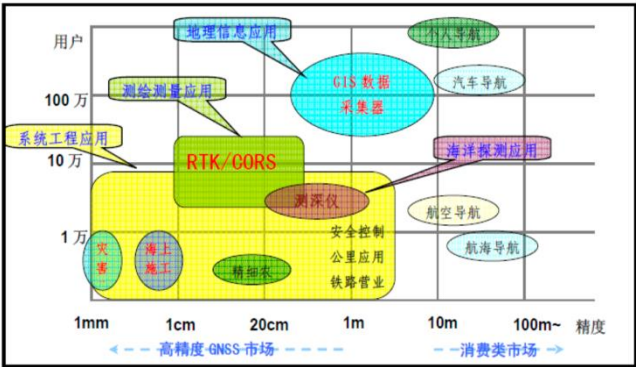 地理信息应用
用户
个人导航
GIS 数据
采集器
汽车导航
测绘测量应用
100 万
系统工程应用
海洋探测应用
10 万
RTK/CORS
测深仪
航空导航
1 万
安全控制
公里应用
铁路营业
航海导航
灾
害
海上
施工
精细农
1mm
1cm
20cm
1m
10m
100m~
精度
高精度 GNSS 市场
消费类市场